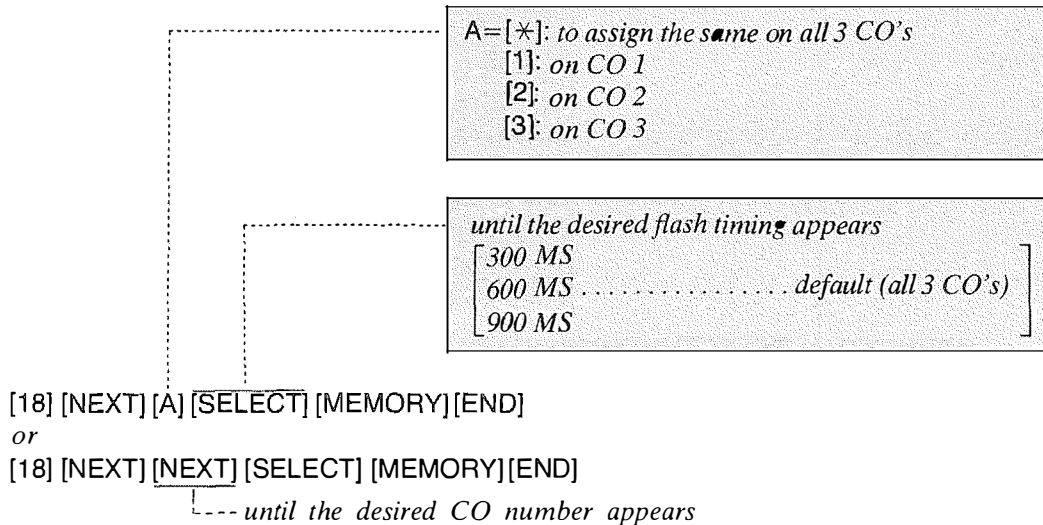 A=[✳]: to assign the same on all 3 CO's
[1]: on CO 1
[2]: on CO 2
[3]: on CO 3
until the desired flash timing appears
300 MS
600 MS ................ default (all 3 CO's)
900 MS
[18] [NEXT] [A] [SELECT] [MEMORY] [END]
or
[18] [NEXT] [NEXT] [SELECT] [MEMORY] [END]
until the desired CO number appears